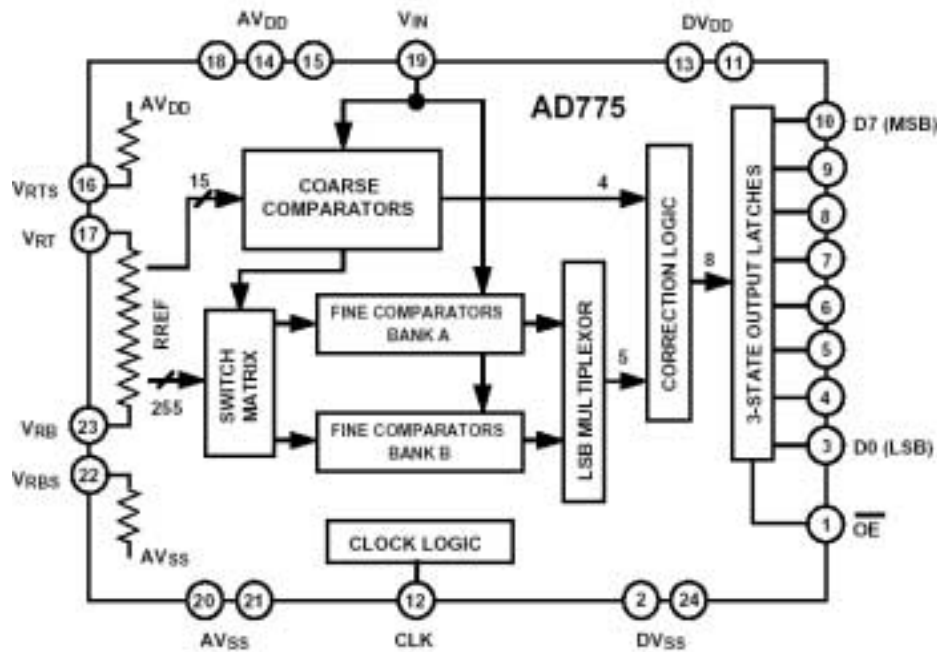 AVDD
VIN
DVDD
18
14
15
19
13
11
AD775
AVDD
VRTS
16
VRT
17
15
COARSE
COMPARATORS
4
CORRECTION LOGIC
8
3-STATE OUTPUT LATCHES
10
D7 (MSB)
9
8
7
6
5
4
3
D0 (LSB)
RREF
255
SWITCH
MATRIX
FINE COMPARATORS
BANK A
FINE COMPARATORS
BANK B
LSB MULTIPLEXOR
5
VRB
23
VRBS
22
AVSS
CLOCK LOGIC
1
OE
20
21
12
2
24
AVSS
CLK
DVSS